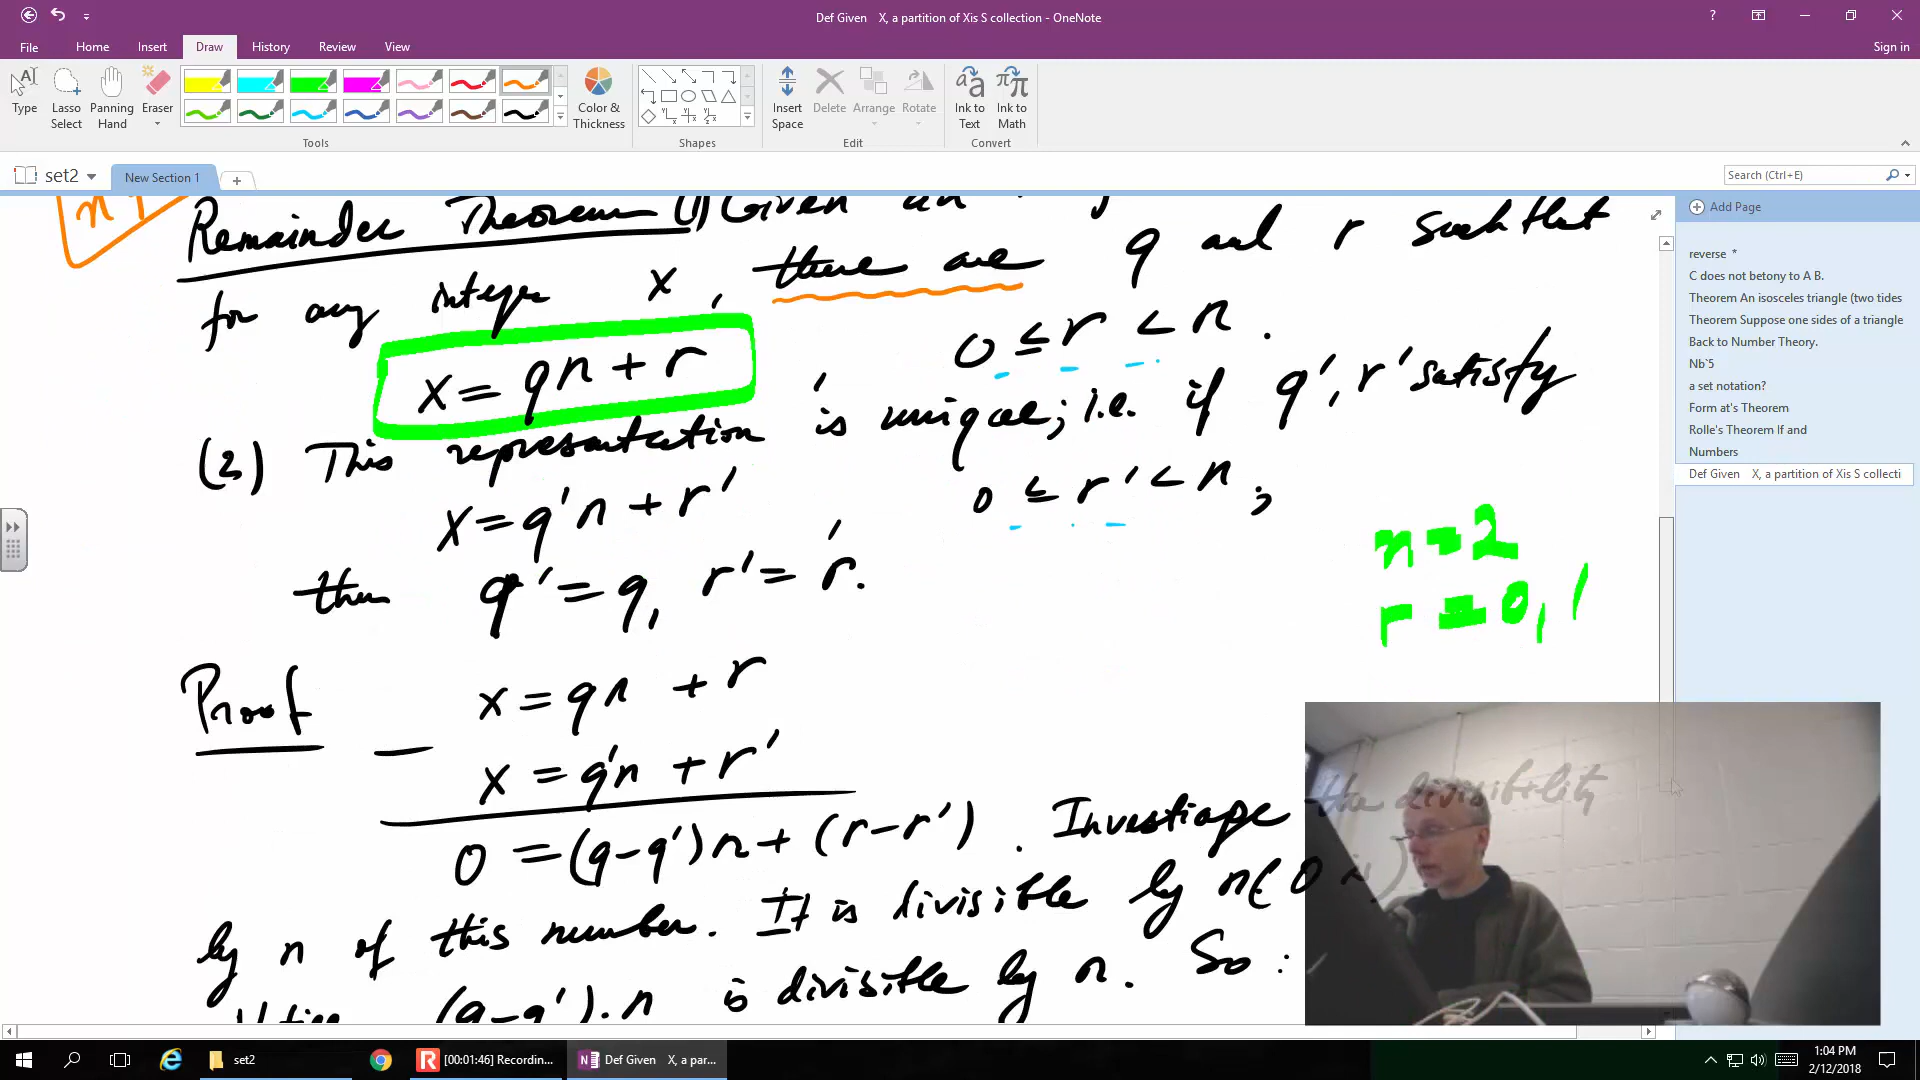 Def Given X, a partition of Xis S collection - OneNote
File Home Insert Draw History Review View
Sign in
Type Lasso Select Panning Hand Eraser
Color & Thickness
Insert Space Delete Arrange Rotate
Ink to Text Ink to Math
Tools Shapes Edit Convert
set2 New Section 1
Search (Ctrl+E)
Add Page
reverse *
C does not betony to A B.
Theorem An isosceles triangle (two tides
Theorem Suppose one sides of a triangle
Back to Number Theory.
Nb`5
a set notation?
Form at's Theorem
Rolle's Theorem If and
Numbers
Def Given X, a partition of Xis S collecti
Remainder Theorem (1) Given an
for any integer x, there are q and r such that
x = qn + r, 0 ≤ r < n.
(2) This representation is unique; i.e. if q', r' satisfy
x = q'n + r' 0 ≤ r' < n;
then q' = q, r' = r.
n = 2
r = 0, 1
Proof x = qn + r
— x = q'n + r'
0 = (q-q')n + (r-r'). the divisibility
by n of this number. It is divisible by n (0 is)
(q-q').n is divisible by n. So:
set2
[00:01:46] Recordin...
Def Given X, a par...
1:04 PM
2/12/2018